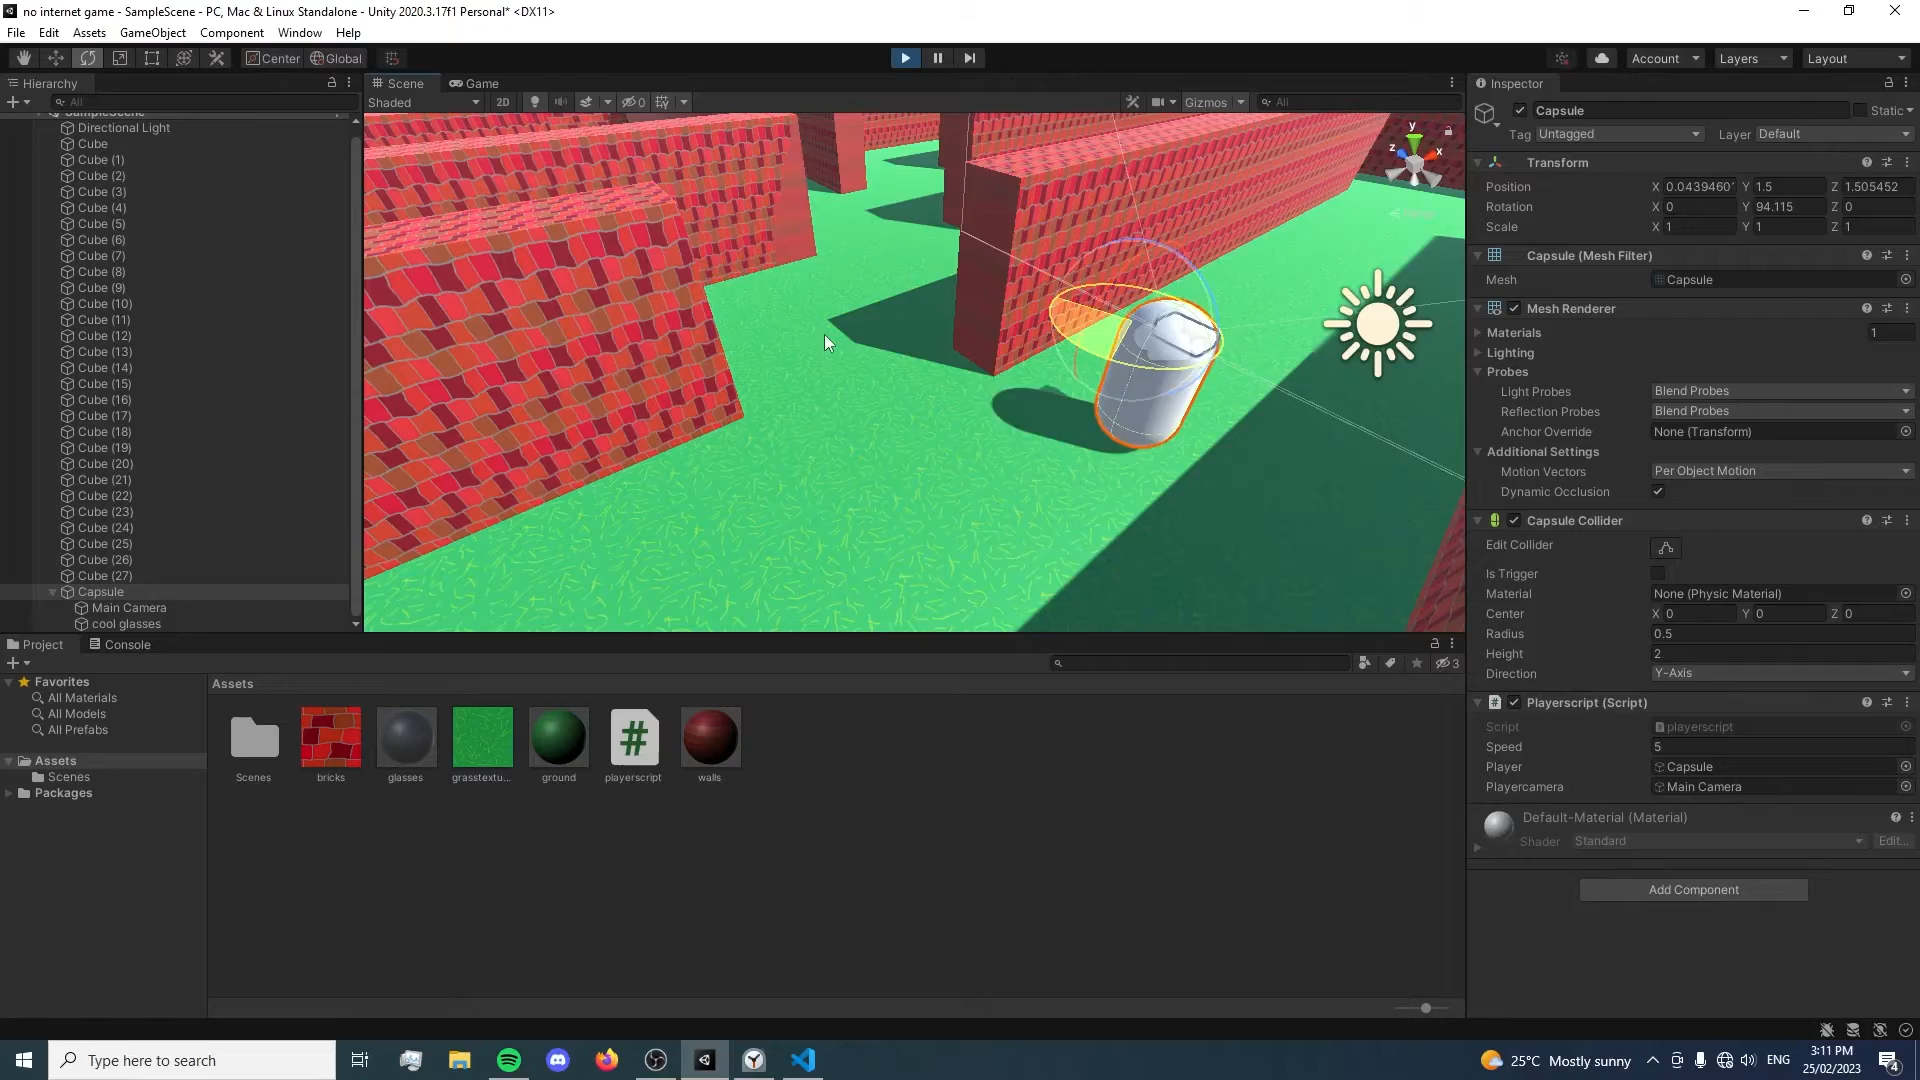 no internet game - SampleScene - PC, Mac & Linux Standalone - Unity 2020.3.17f1 Personal* <DX11>
File Edit Assets GameObject Component Window Help
Center Global Account Layers Layout
Hierarchy
All
SampleScene
Directional Light
Cube
Cube (1)
Cube (2)
Cube (3)
Cube (4)
Cube (5)
Cube (6)
Cube (7)
Cube (8)
Cube (9)
Cube (10)
Cube (11)
Cube (12)
Cube (13)
Cube (14)
Cube (15)
Cube (16)
Cube (17)
Cube (18)
Cube (19)
Cube (20)
Cube (21)
Cube (22)
Cube (23)
Cube (24)
Cube (25)
Cube (26)
Cube (27)
Capsule
Main Camera
cool glasses
Scene Game
Shaded 2D 0 Gizmos All
y
z x
Persp
Inspector
Capsule Static
Tag Untagged Layer Default
Transform
Position X 0.0439460 Y 1.5 Z 1.505452
Rotation X 0 Y 94.115 Z 0
Scale X 1 Y 1 Z 1
Capsule (Mesh Filter)
Mesh Capsule
Mesh Renderer
Materials 1
Lighting
Probes
Light Probes Blend Probes
Reflection Probes Blend Probes
Anchor Override None (Transform)
Additional Settings
Motion Vectors Per Object Motion
Dynamic Occlusion
Capsule Collider
Edit Collider
Is Trigger
Material None (Physic Material)
Center X 0 Y 0 Z 0
Radius 0.5
Height 2
Direction Y-Axis
Playerscript (Script)
Script playerscript
Speed 5
Player Capsule
Playercamera Main Camera
Default-Material (Material)
Shader Standard Edit...
Add Component
Project Console
3
Favorites
All Materials
All Models
All Prefabs
Assets
Scenes
Packages
Assets
Scenes bricks glasses grasstextu... ground playerscript walls
Type here to search
25°C Mostly sunny ENG 3:11 PM
25/02/2023
4